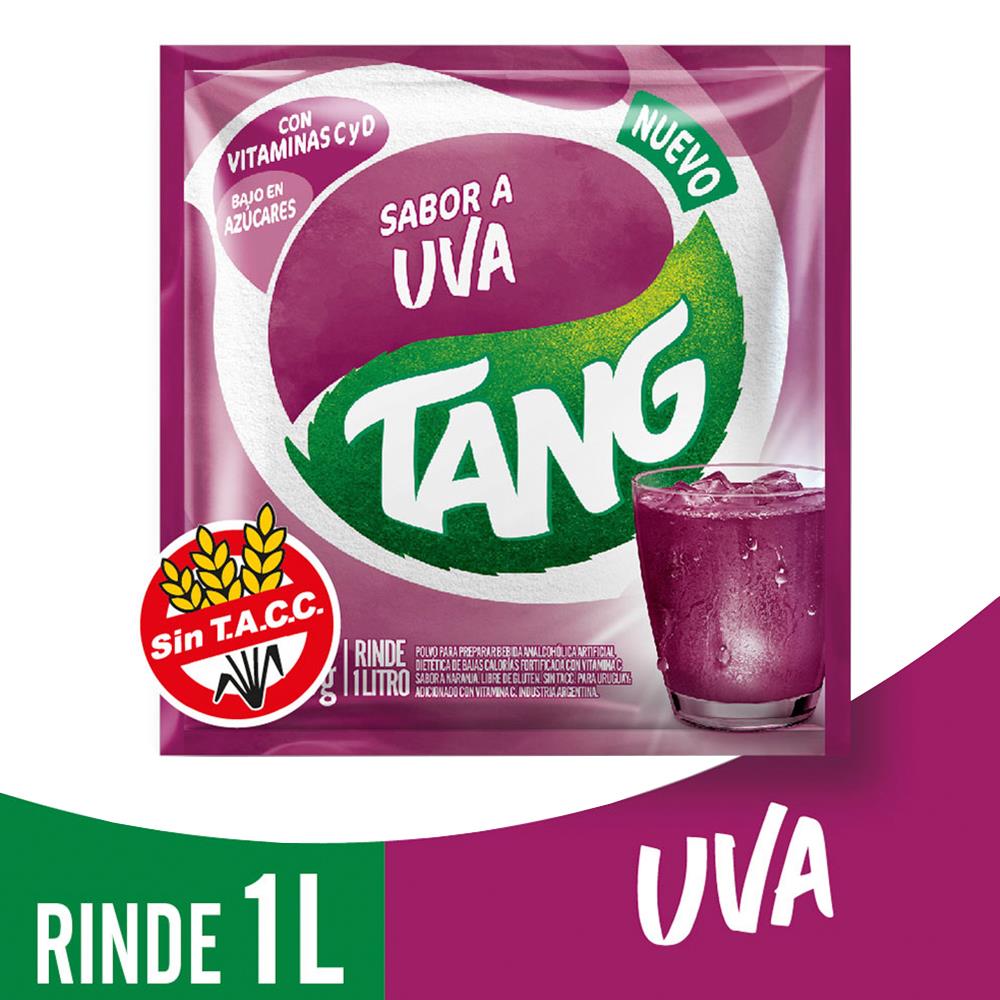 CON
VITAMINAS C y D
BAJO EN
AZÚCARES
NUEVO
SABOR A
UVA
TANG
Sin T.A.C.C.
g
RINDE
1 LITRO
POLVO PARA PREPARAR BEBIDA ANALCOHÓLICA ARTIFICIAL
DIETÉTICA DE BAJAS CALORÍAS FORTIFICADA CON VITAMINA C,
SABOR A NARANJA. LIBRE DE GLUTEN. SIN TACC. PARA URUGUAY:
ADICIONADO CON VITAMINA C. INDUSTRIA ARGENTINA.
RINDE 1L
UVA